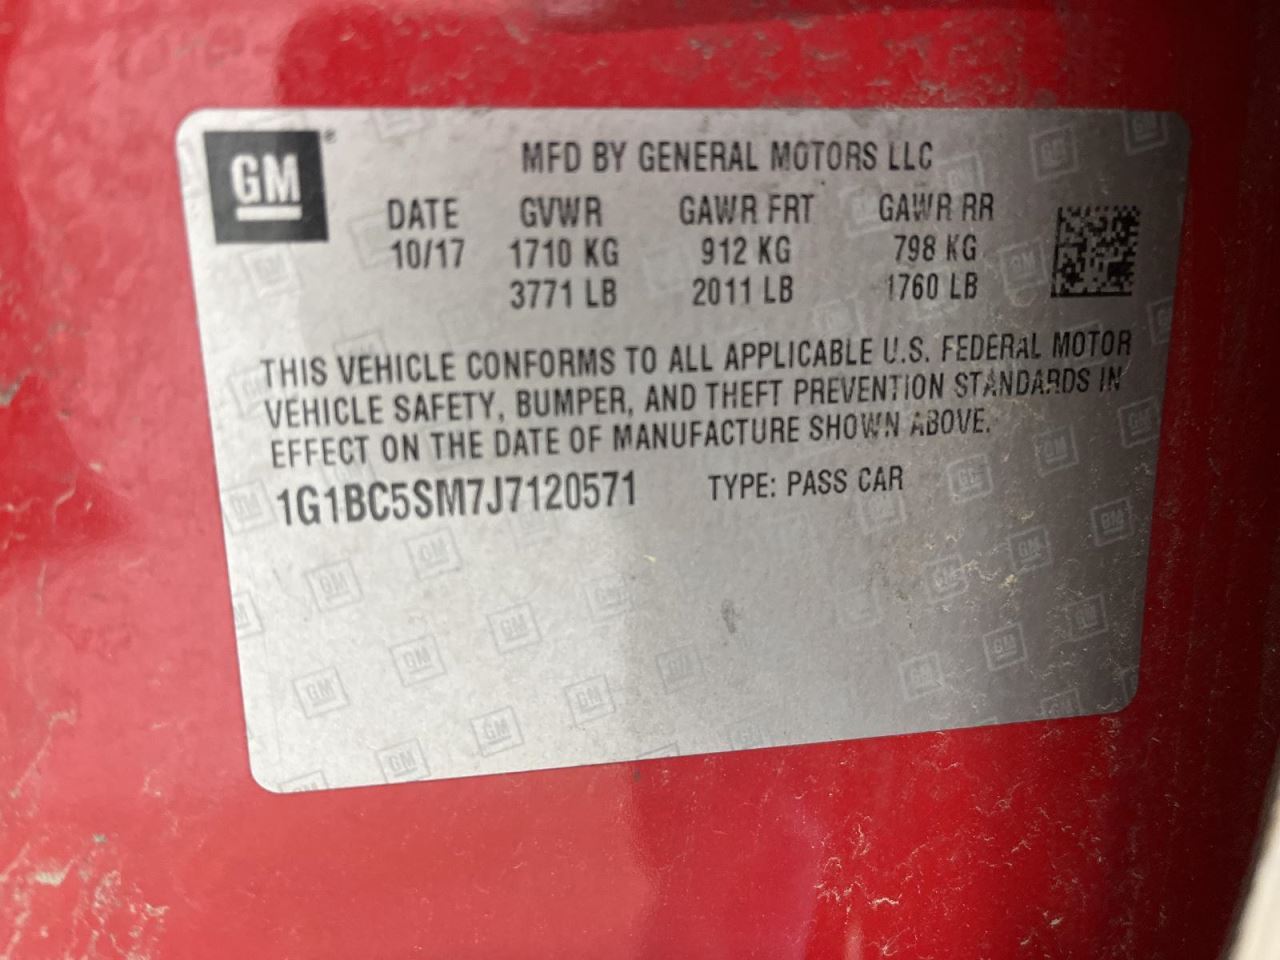 GM
MFD BY GENERAL MOTORS LLC
DATE GVWR GAWR FRT GAWR RR
10/17 1710 KG 912 KG 798 KG
3771 LB 2011 LB 1760 LB
THIS VEHICLE CONFORMS TO ALL APPLICABLE U.S. FEDERAL MOTOR
VEHICLE SAFETY, BUMPER, AND THEFT PREVENTION STANDARDS IN
EFFECT ON THE DATE OF MANUFACTURE SHOWN ABOVE.
1G1BC5SM7J7120571 TYPE: PASS CAR